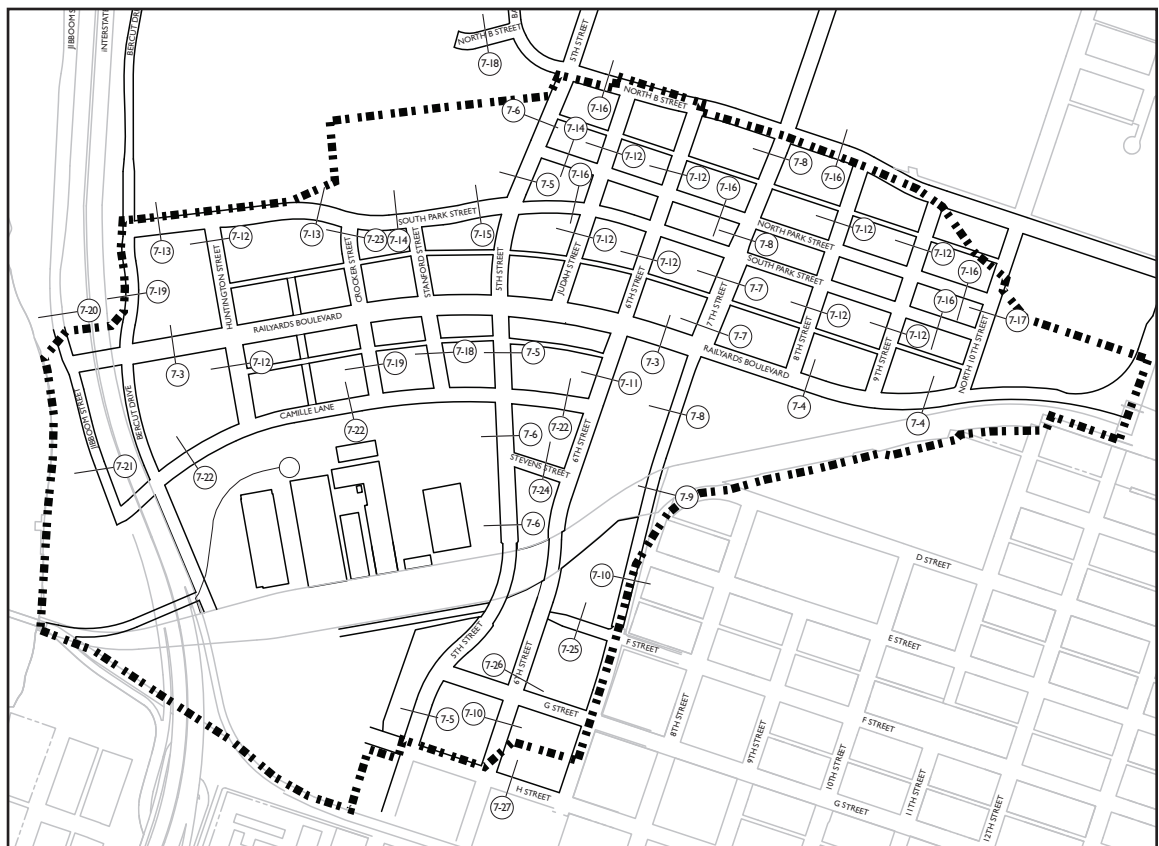 JIBBOOM S
INTERSTATE
BERCUT DRI
BA
NORTH B STREET
5TH STREET
7-18
NORTH B STREET
7-6
7-16
7-14
7-12
7-8
7-16
7-12
7-16
7-5
7-16
SOUTH PARK STREET
NORTH PARK STREET
7-13
7-12
7-13
7-23
7-14
7-15
7-12
7-8
7-12
7-12
7-12
SOUTH PARK STREET
7-16
HUNTINGTON STREET
CROCKER STREET
STANFORD STREET
5TH STREET
JUDAH STREET
6TH STREET
7TH STREET
7-19
7-7
7-16
7-20
7-12
7-17
RAILYARDS BOULEVARD
7-7
7-12
8TH STREET
9TH STREET
NORTH 10TH STREET
7-3
7-12
7-19
7-18
7-5
7-3
RAILYARDS BOULEVARD
7-11
JIBBOOM STREET
BERCUT DRIVE
CAMILLE LANE
7-4
7-4
7-8
7-22
7-6
7-22
6TH STREET
7-21
7-22
STEVENS STREET
7-24
7-9
7-6
D STREET
7-10
5TH STREET
7-25
F STREET
E STREET
7-26
6TH STREET
G STREET
7-5
7-10
8TH STREET
9TH STREET
F STREET
10TH STREET
11TH STREET
12TH STREET
H STREET
7-27
G STREET